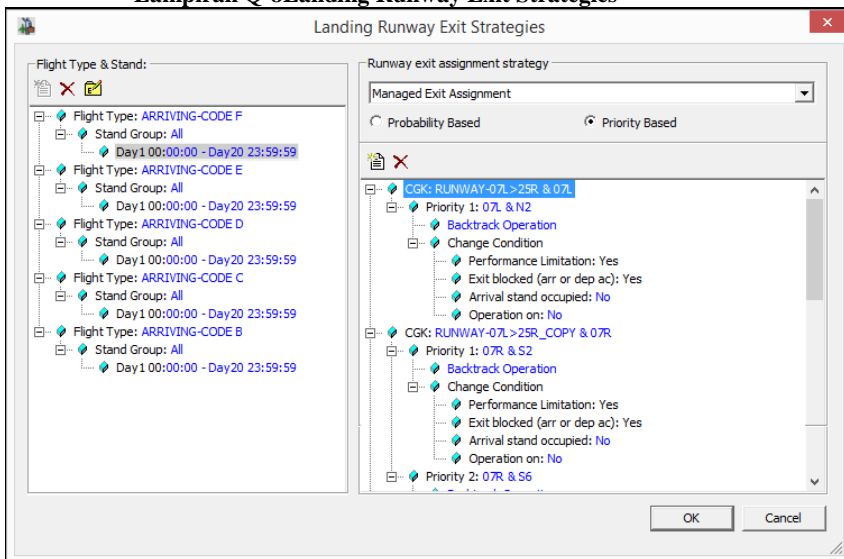 Lampiran Q-8Landing Runway Exit Strategies
Landing Runway Exit Strategies
Flight Type & Stand:
Flight Type: ARRIVING-CODE F
Stand Group: All
Day1 00:00:00 - Day20 23:59:59
Flight Type: ARRIVING-CODE E
Stand Group: All
Day1 00:00:00 - Day20 23:59:59
Flight Type: ARRIVING-CODE D
Stand Group: All
Day1 00:00:00 - Day20 23:59:59
Flight Type: ARRIVING-CODE C
Stand Group: All
Day1 00:00:00 - Day20 23:59:59
Flight Type: ARRIVING-CODE B
Stand Group: All
Day1 00:00:00 - Day20 23:59:59
Runway exit assignment strategy
Managed Exit Assignment
Probability Based Priority Based
CGK: RUNWAY-07L>25R & 07L
Priority 1: 07L & N2
Backtrack Operation
Change Condition
Performance Limitation: Yes
Exit blocked (arr or dep ac): Yes
Arrival stand occupied: No
Operation on: No
CGK: RUNWAY-07L>25R_COPY & 07R
Priority 1: 07R & S2
Backtrack Operation
Change Condition
Performance Limitation: Yes
Exit blocked (arr or dep ac): Yes
Arrival stand occupied: No
Operation on: No
Priority 2: 07R & S6
OK Cancel